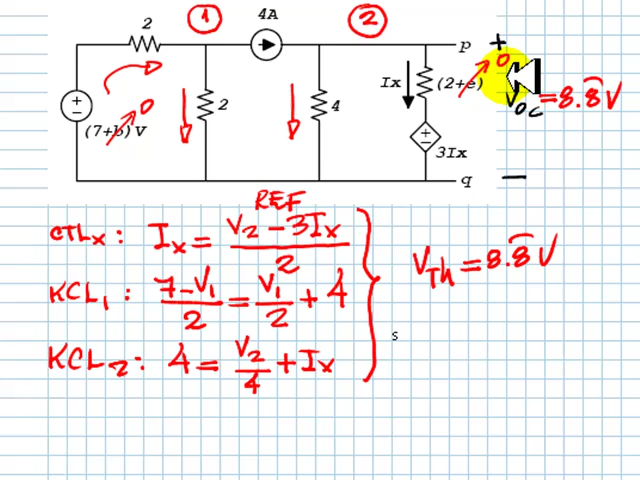 2 ① 4A ②
p +
0
Ix (2+e)
2 4
0
(7+b)V
Voc = 8.8V
3Ix
q −
REF
CTLx: Ix = V2 − 3Ix / 2
VTh = 8.8V
KCL1: 7 − V1 / 2 = V1 / 2 + 4
s
KCL2: 4 = V2 / 4 + Ix